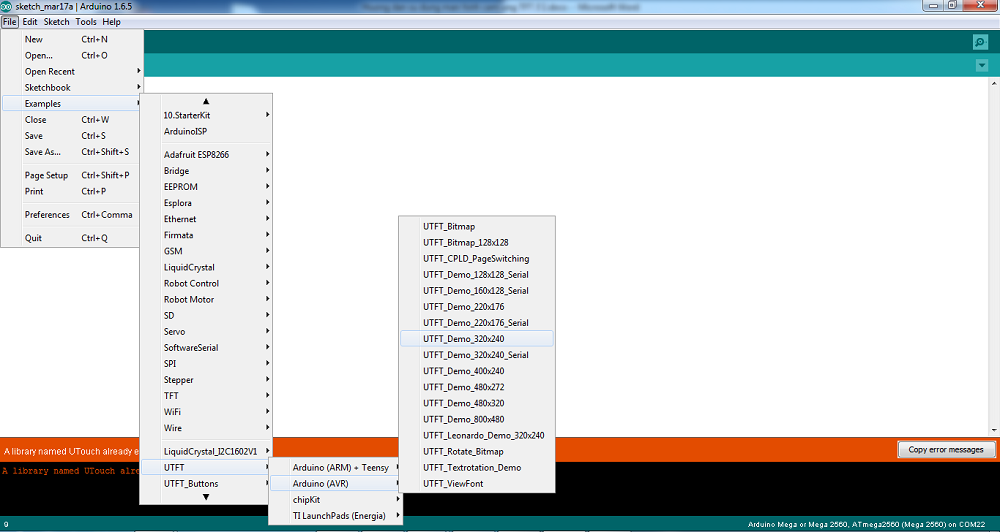 sketch_mar17a | Arduino 1.6.5
File Edit Sketch Tools Help
New Ctrl+N
Open... Ctrl+O
Open Recent
Sketchbook
Examples
Close Ctrl+W
Save Ctrl+S
Save As... Ctrl+Shift+S
Page Setup Ctrl+Shift+P
Print Ctrl+P
Preferences Ctrl+Comma
Quit Ctrl+Q
10.StarterKit
ArduinoISP
Adafruit ESP8266
Bridge
EEPROM
Esplora
Ethernet
Firmata
GSM
LiquidCrystal
Robot Control
Robot Motor
SD
Servo
SoftwareSerial
SPI
Stepper
TFT
WiFi
Wire
LiquidCrystal_I2C1602V1
UTFT
UTFT_Buttons
Arduino (ARM) + Teensy
Arduino (AVR)
chipKit
TI LaunchPads (Energia)
UTFT_Bitmap
UTFT_Bitmap_128x128
UTFT_CPLD_PageSwitching
UTFT_Demo_128x128_Serial
UTFT_Demo_160x128_Serial
UTFT_Demo_220x176
UTFT_Demo_220x176_Serial
UTFT_Demo_320x240
UTFT_Demo_320x240_Serial
UTFT_Demo_400x240
UTFT_Demo_480x272
UTFT_Demo_480x320
UTFT_Demo_800x480
UTFT_Leonardo_Demo_320x240
UTFT_Rotate_Bitmap
UTFT_Textrotation_Demo
UTFT_ViewFont
A library named UTouch already e
Copy error messages
A library named UTouch alre
9
Arduino Mega or Mega 2560, ATmega2560 (Mega 2560) on COM22